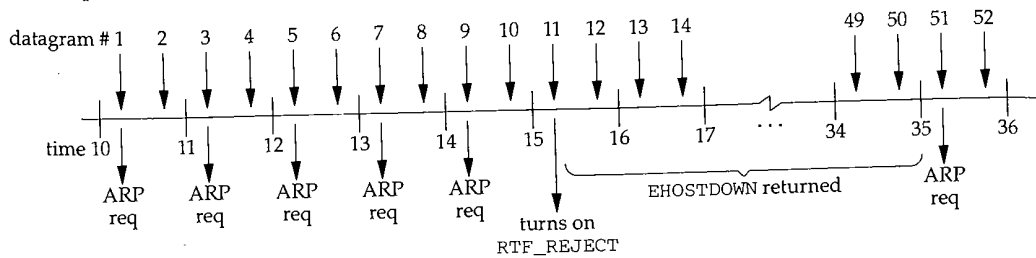 datagram # 1 2 3 4 5 6 7 8 9 10 11 12 13 14 49 50 51 52
time 10 11 12 13 14 15 16 17 ... 34 35 36
ARP req ARP req ARP req ARP req ARP req turns on RTF_REJECT EHOSTDOWN returned ARP req